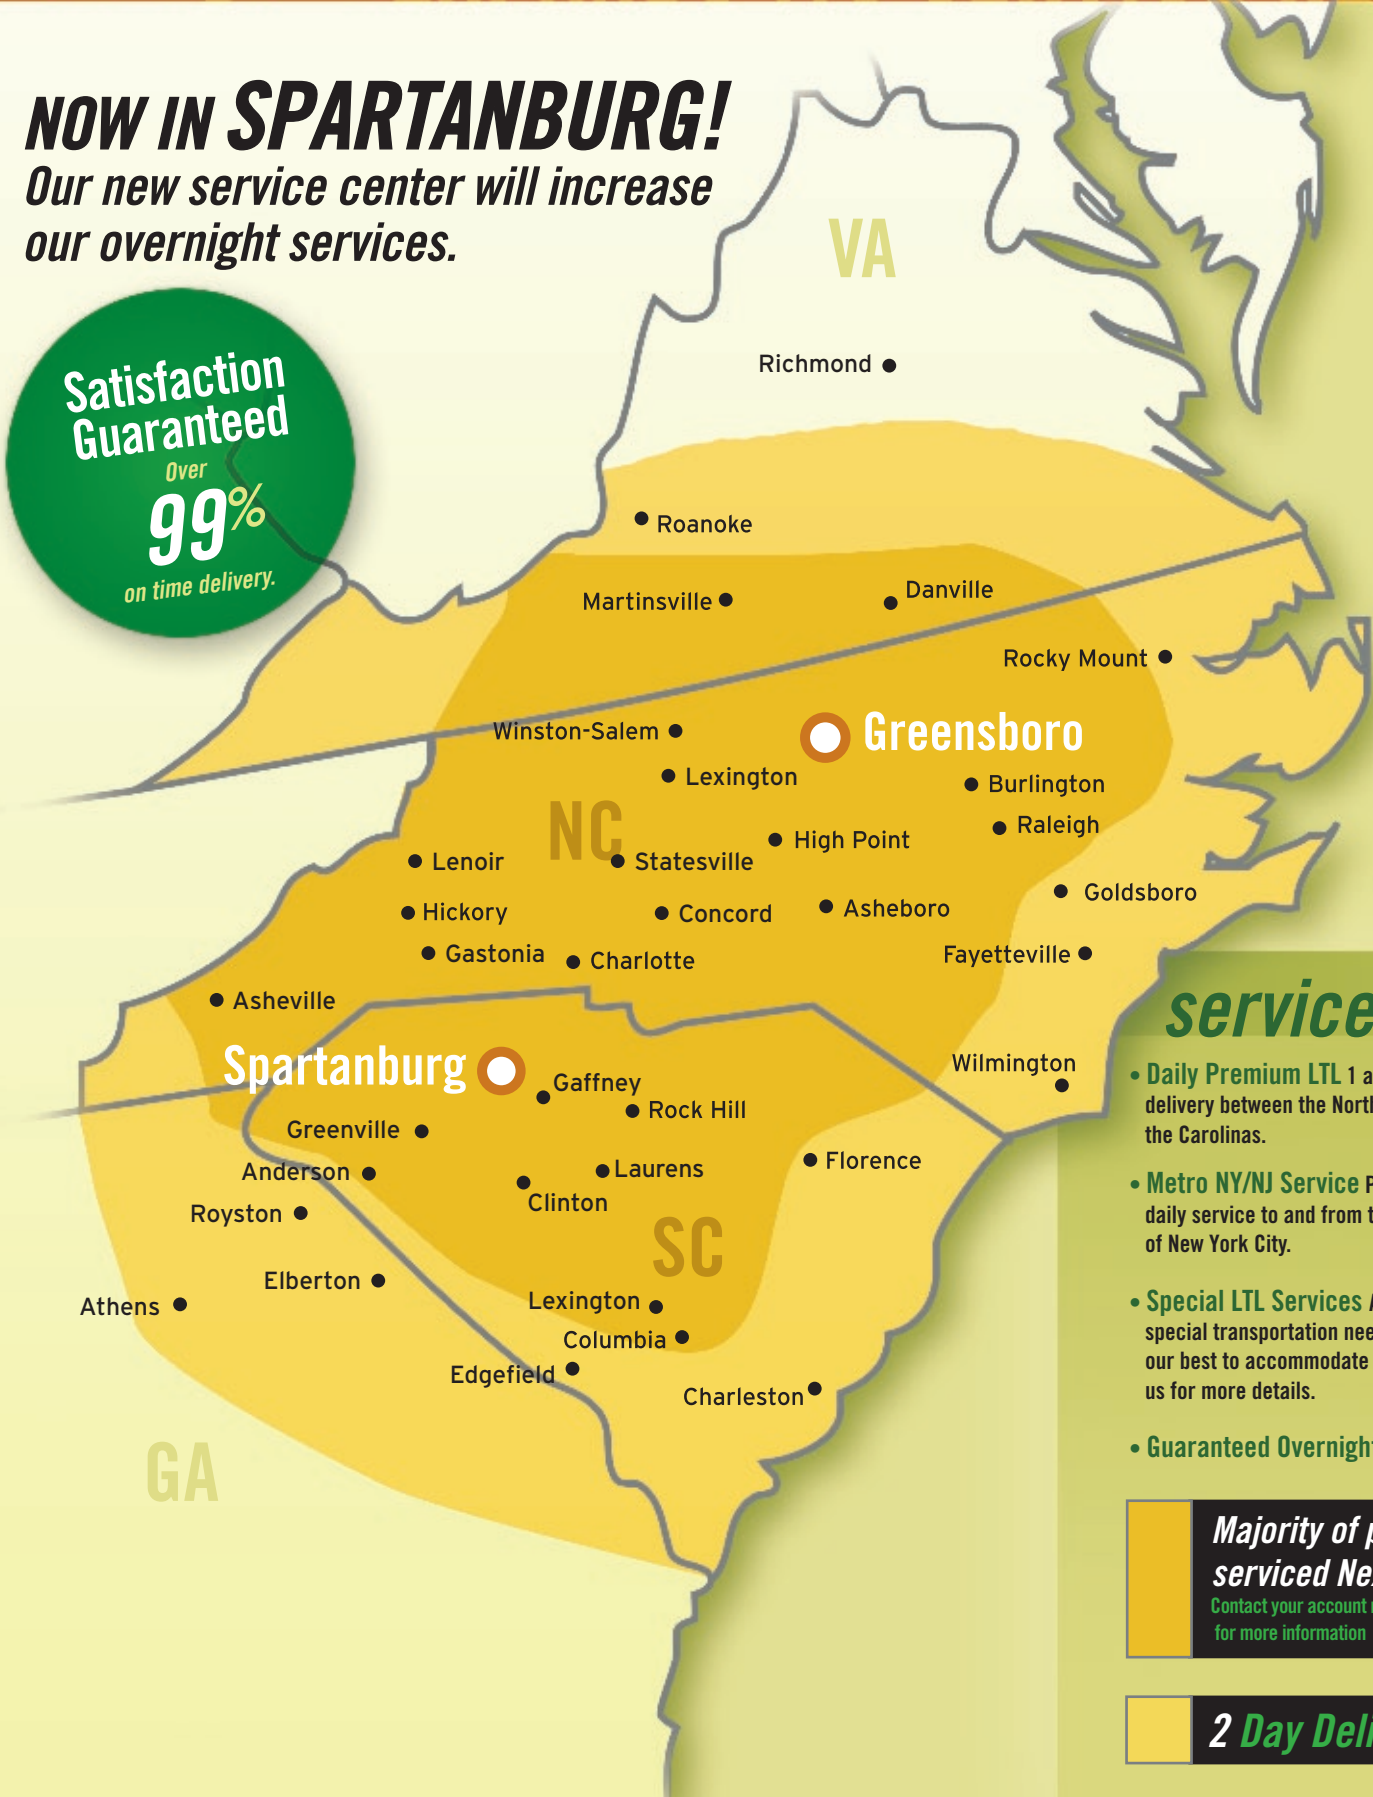 NOW IN SPARTANBURG!
Our new service center will increase
our overnight services.
Satisfaction
Guaranteed
Over
99%
on time delivery.
VA
Richmond
Roanoke
Martinsville
Danville
Rocky Mount
Winston-Salem
Greensboro
Lexington
Burlington
NC
Raleigh
High Point
Lenoir
Statesville
Goldsboro
Hickory
Concord
Asheboro
Gastonia
Charlotte
Fayetteville
Asheville
Spartanburg
Wilmington
Gaffney
Rock Hill
Greenville
Anderson
Laurens
Florence
Clinton
Royston
SC
Elberton
Athens
Lexington
Columbia
Edgefield
Charleston
GA
service
• Daily Premium LTL 1
delivery between the
the Carolinas.
• Metro NY/NJ Service
daily service to and from
of New York City.
• Special LTL Services
special transportation
our best to accommodate
us for more details.
• Guaranteed
Majority of
serviced
Contact your account
for more information
2 Day